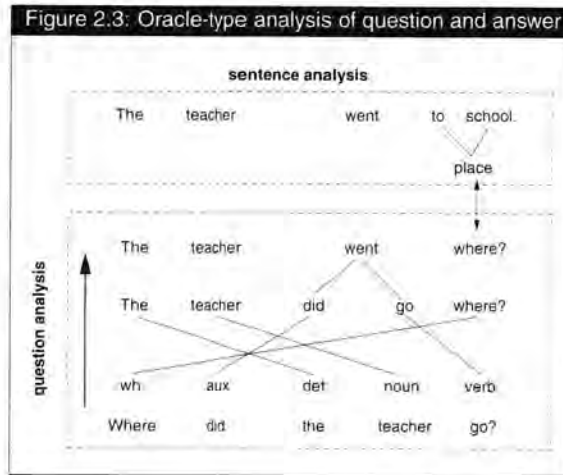 Figure 2.3: Oracle-type analysis of question and answer
sentence analysis
The teacher went to school.
place
question analysis
The teacher went where?
The teacher did go where?
wh aux det noun verb
Where did the teacher go?